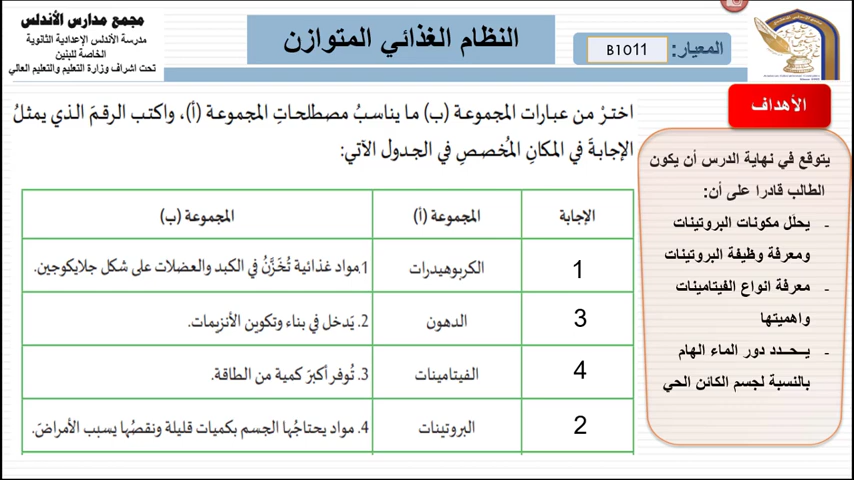 مجمع مدارس الأندلس
مدرسة الأندلس الإعدادية الثانوية
الخاصة للبنين
تحت اشراف وزارة التربية والتعليم العالي
النظام الغذائي المتوازن
المعيار: B1011
الأهداف
يتوقع في نهاية الدرس أن يكون
الطالب قادرا على أن:
- يحلل مكونات البروتينات
ومعرفة وظيفة البروتينات
- معرفة انواع الفيتامينات
واهميتها
- يـــحـــدد دور الماء الهام
بالنسبة لجسم الكائن الحي
اخترْ من عبارات المجموعة (ب) ما يناسبُ مصطلحاتِ المجموعة (أ)، واكتب الرقمَ الذي يمثلُ
الإجابةَ في المكانِ المُخصصِ في الجدول الآتي:
الإجابة المجموعة (أ) المجموعة (ب)
1 الكربوهيدرات 1.مواد غذائية تُخَزَّنُ في الكبد والعضلات على شكل جلايكوجين.
3 الدهون 2. يَدخل في بناء وتكوين الأنزيمات.
4 الفيتامينات 3. تُوفر أكبرَ كمية من الطاقة.
2 البروتينات 4. مواد يحتاجُها الجسم بكميات قليلة ونقصُها يسبب الأمراضَ.